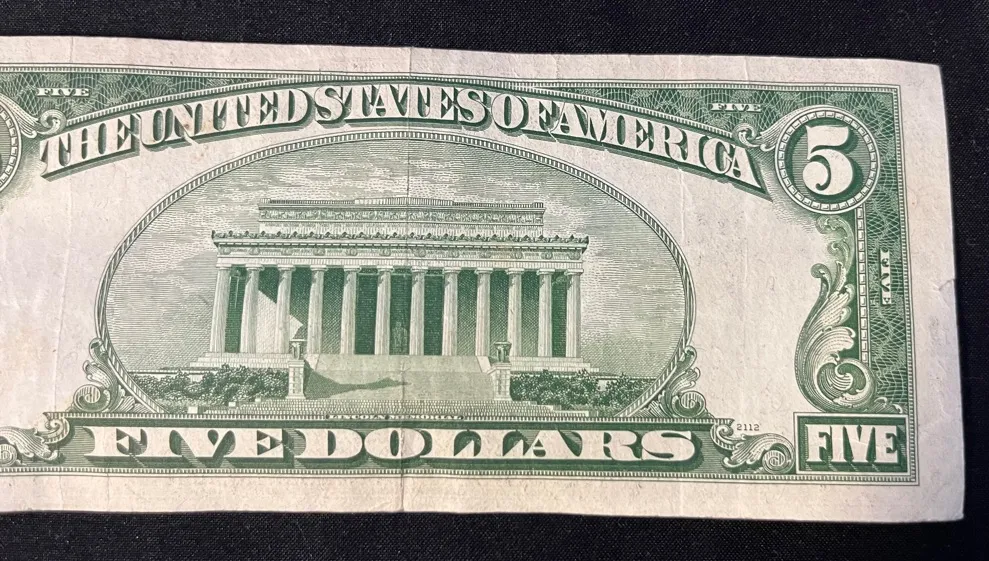 FIVE FIVE
THE UNITED STATES OF AMERICA
5
FIVE
LINCOLN MEMORIAL
2112
FIVE DOLLARS
FIVE